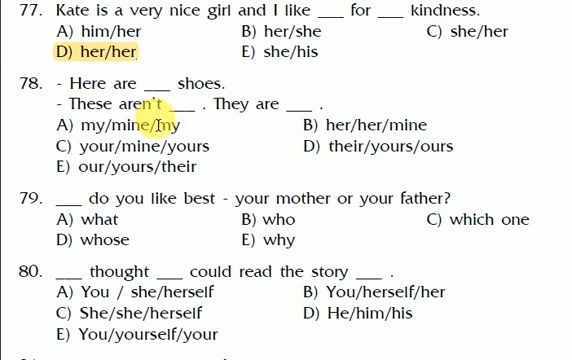 77. Kate is a very nice girl and I like ___ for ___ kindness.
A) him/her B) her/she C) she/her
D) her/her E) she/his
78. - Here are ___ shoes.
- These aren't ___ . They are ___ .
A) my/mine/my B) her/her/mine
C) your/mine/yours D) their/yours/ours
E) our/yours/their
79. ___ do you like best - your mother or your father?
A) what B) who C) which one
D) whose E) why
80. ___ thought ___ could read the story ___ .
A) You / she/herself B) You/herself/her
C) She/she/herself D) He/him/his
E) You/yourself/your